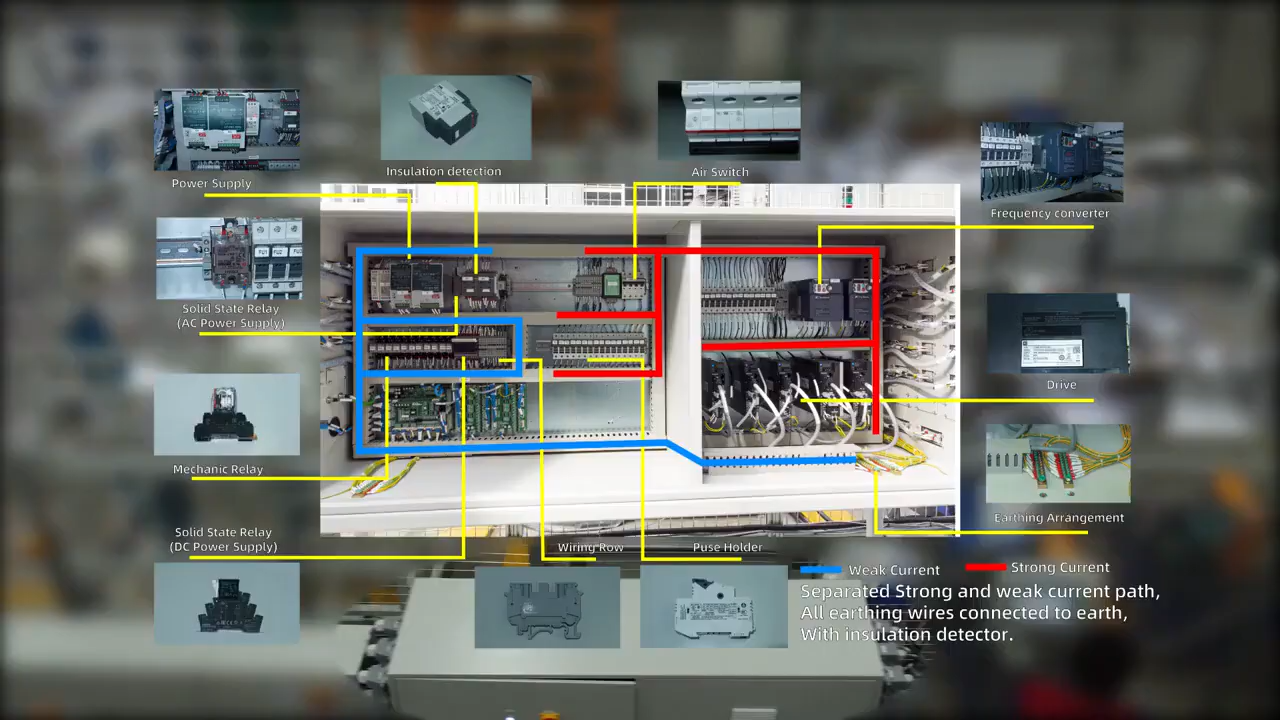 Power Supply
Insulation detection
Air Switch
Frequency converter
Solid State Relay
(AC Power Supply)
Drive
Mechanic Relay
Earthing Arrangement
Solid State Relay
(DC Power Supply)
Wiring Row
Puse Holder
Weak Current
Strong Current
Separated Strong and weak current path,
All earthing wires connected to earth,
With insulation detector.